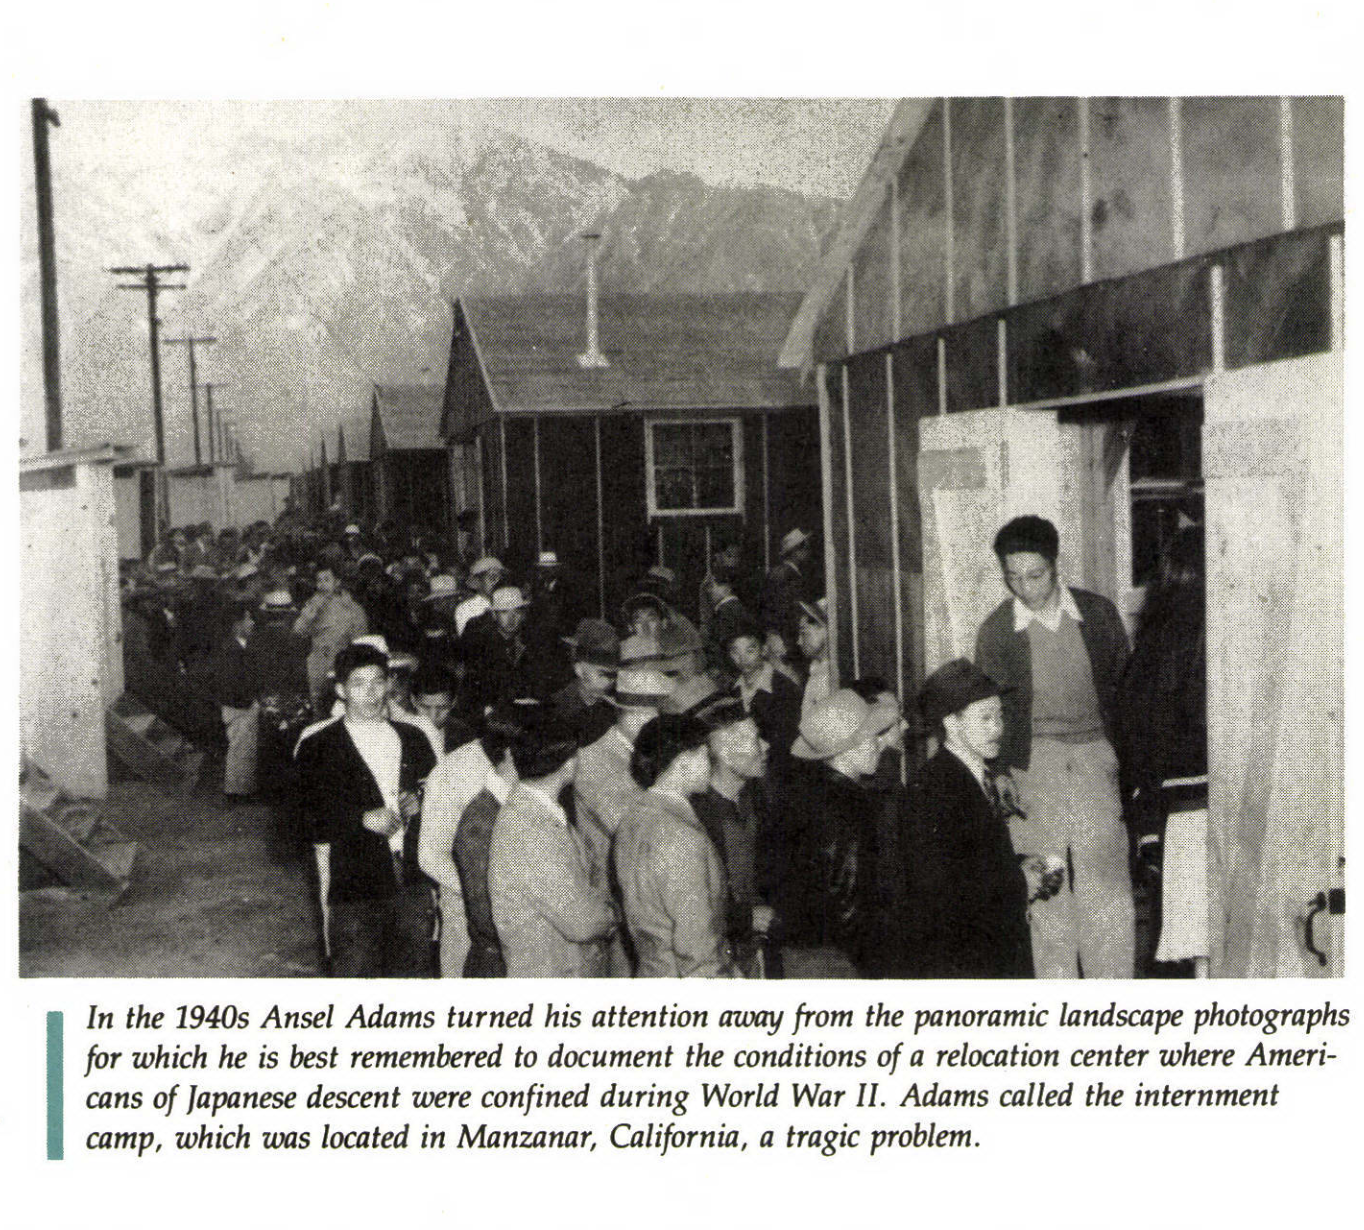 In the 1940s Ansel Adams turned his attention away from the panoramic landscape photographs
for which he is best remembered to document the conditions of a relocation center where Ameri-
cans of Japanese descent were confined during World War II. Adams called the internment
camp, which was located in Manzanar, California, a tragic problem.